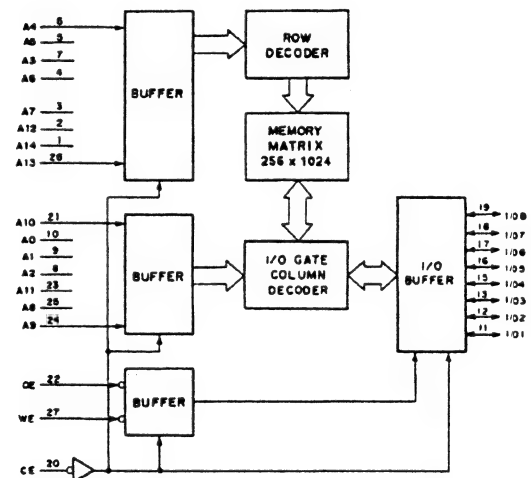 A4 6
A5 5
A3 7
A6 4
A7 3
A12 2
A14 1
A13 26
BUFFER
ROW
DECODER
MEMORY
MATRIX
256 x 1024
A10 21
A0 10
A1 9
A2 8
A11 23
A8 25
A9 24
BUFFER
I/O GATE
COLUMN
DECODER
I/O
BUFFER
19 I/O8
18 I/O7
17 I/O6
16 I/O5
15 I/O4
13 I/O3
12 I/O2
11 I/O1
OE 22
WE 27
BUFFER
CE 20